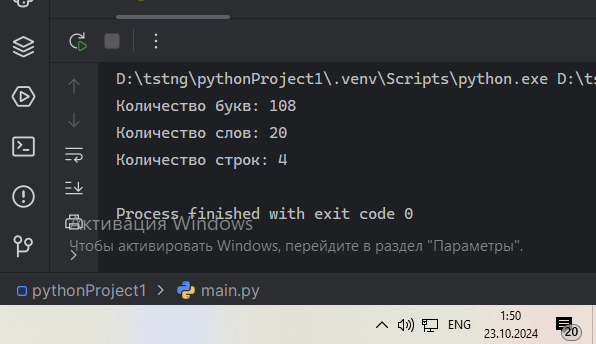 D:\tstng\pythonProject1\.venv\Scripts\python.exe D:\ts
Количество букв: 108
Количество слов: 20
Количество строк: 4
Process finished with exit code 0
Активация Windows
Чтобы активировать Windows, перейдите в раздел "Параметры".
pythonProject1 > main.py
ENG
1:50
23.10.2024
20